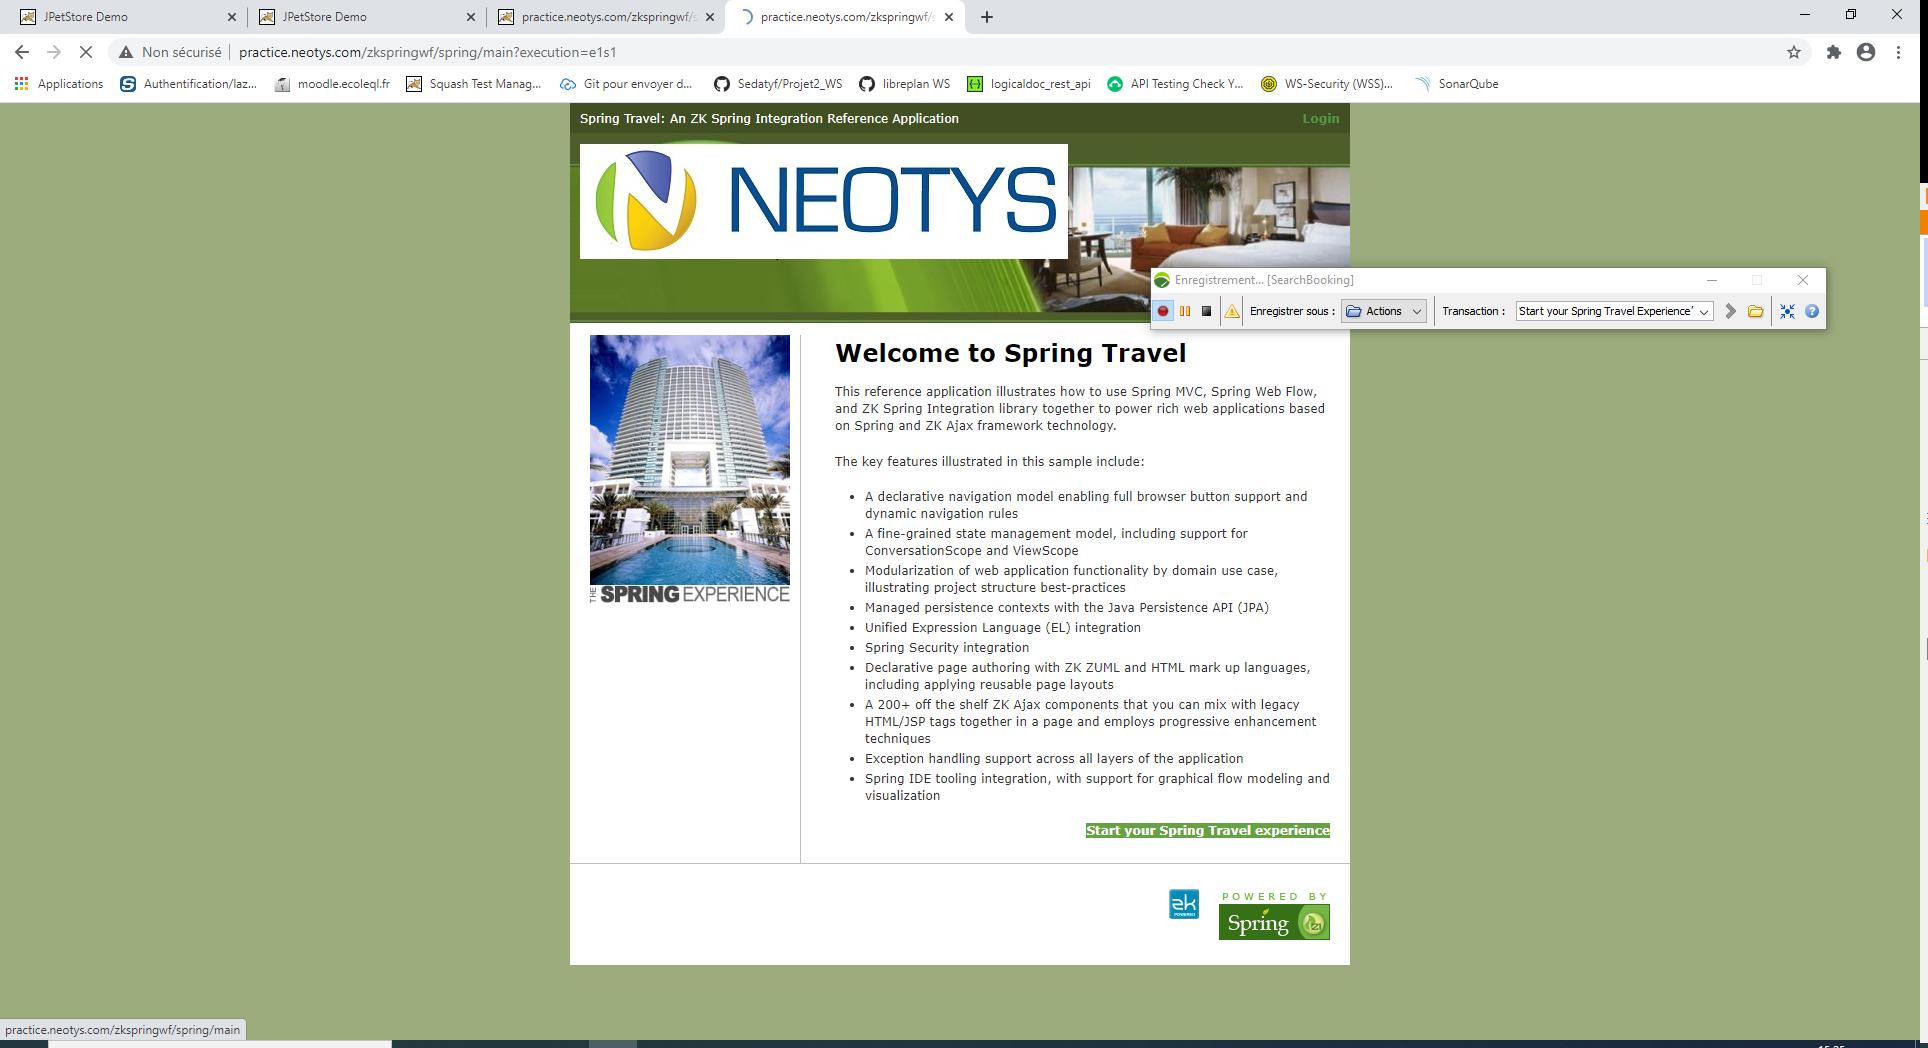 JPetStore Demo
JPetStore Demo
practice.neotys.com/zkspringwf/s
practice.neotys.com/zkspringwf/s
Non sécurisé
practice.neotys.com/zkspringwf/spring/main?execution=e1s1
Applications
Authentification/laz...
moodle.ecoleql.fr
Squash Test Manag...
Git pour envoyer d...
Sedatyf/Projet2_WS
libreplan WS
logicaldoc_rest_api
API Testing Check Y...
WS-Security (WSS)...
SonarQube
Spring Travel: An ZK Spring Integration Reference Application
Login
NEOTYS
Enregistrement... [SearchBooking]
Enregistrer sous :
Actions
Transaction :
Start your Spring Travel Experience'
THE SPRING EXPERIENCE
Welcome to Spring Travel
This reference application illustrates how to use Spring MVC, Spring Web Flow,
and ZK Spring Integration library together to power rich web applications based
on Spring and ZK Ajax framework technology.
The key features illustrated in this sample include:
• A declarative navigation model enabling full browser button support and
dynamic navigation rules
• A fine-grained state management model, including support for
ConversationScope and ViewScope
• Modularization of web application functionality by domain use case,
illustrating project structure best-practices
• Managed persistence contexts with the Java Persistence API (JPA)
• Unified Expression Language (EL) integration
• Spring Security integration
• Declarative page authoring with ZK ZUML and HTML mark up languages,
including applying reusable page layouts
• A 200+ off the shelf ZK Ajax components that you can mix with legacy
HTML/JSP tags together in a page and employs progressive enhancement
techniques
• Exception handling support across all layers of the application
• Spring IDE tooling integration, with support for graphical flow modeling and
visualization
Start your Spring Travel experience
zk
POWERED
POWERED BY
Spring
practice.neotys.com/zkspringwf/spring/main